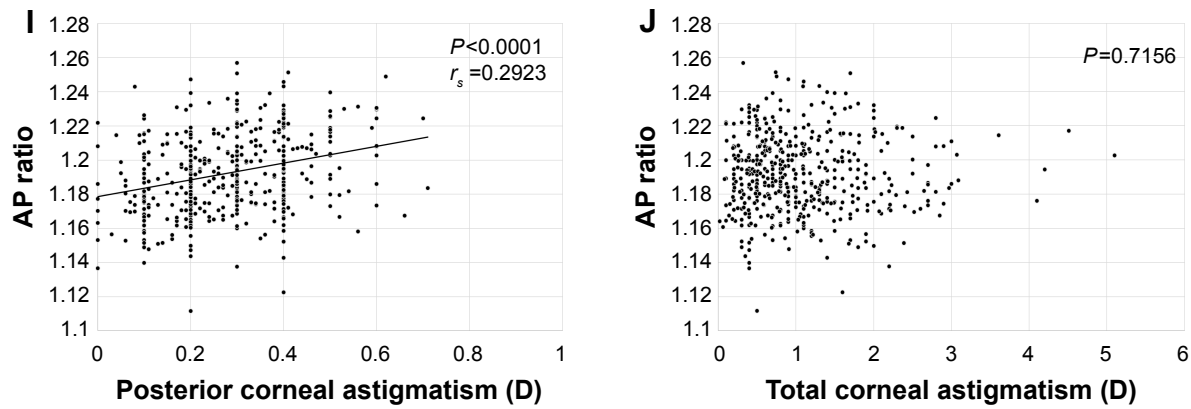 I
1.28
1.26
1.24
1.22
1.2
1.18
1.16
1.14
1.12
1.1
AP ratio
P<0.0001
rs =0.2923
0 0.2 0.4 0.6 0.8 1
Posterior corneal astigmatism (D)
J
1.28
1.26
1.24
1.22
1.2
1.18
1.16
1.14
1.12
1.1
AP ratio
P=0.7156
0 1 2 3 4 5 6
Total corneal astigmatism (D)